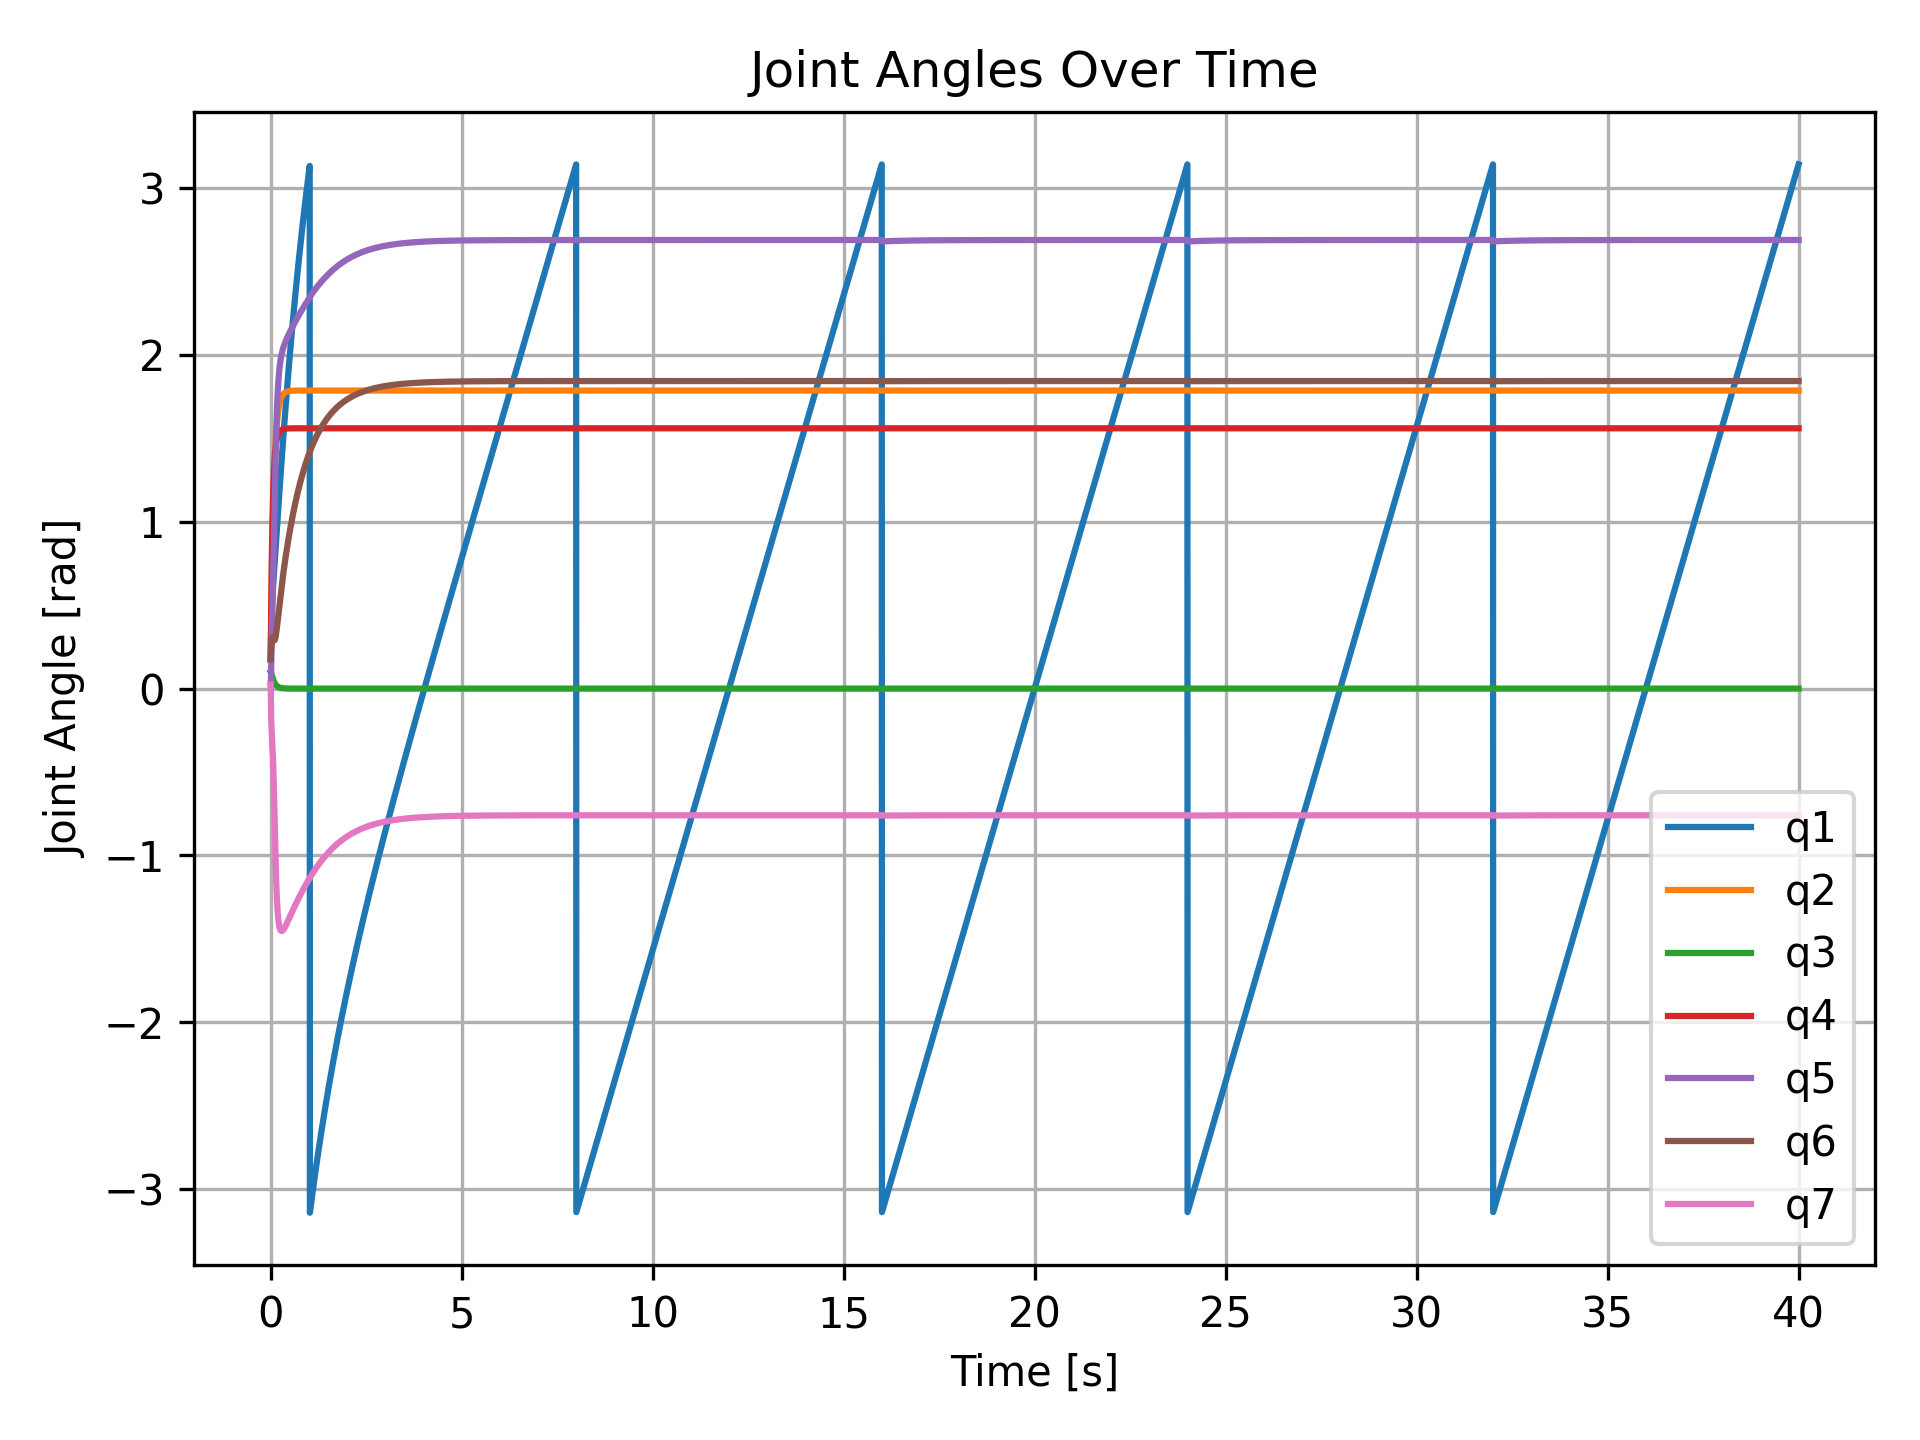 Joint Angles Over Time
Joint Angle [rad]
3
2
1
0
−1
−2
−3
q1
q2
q3
q4
q5
q6
q7
0 5 10 15 20 25 30 35 40
Time [s]